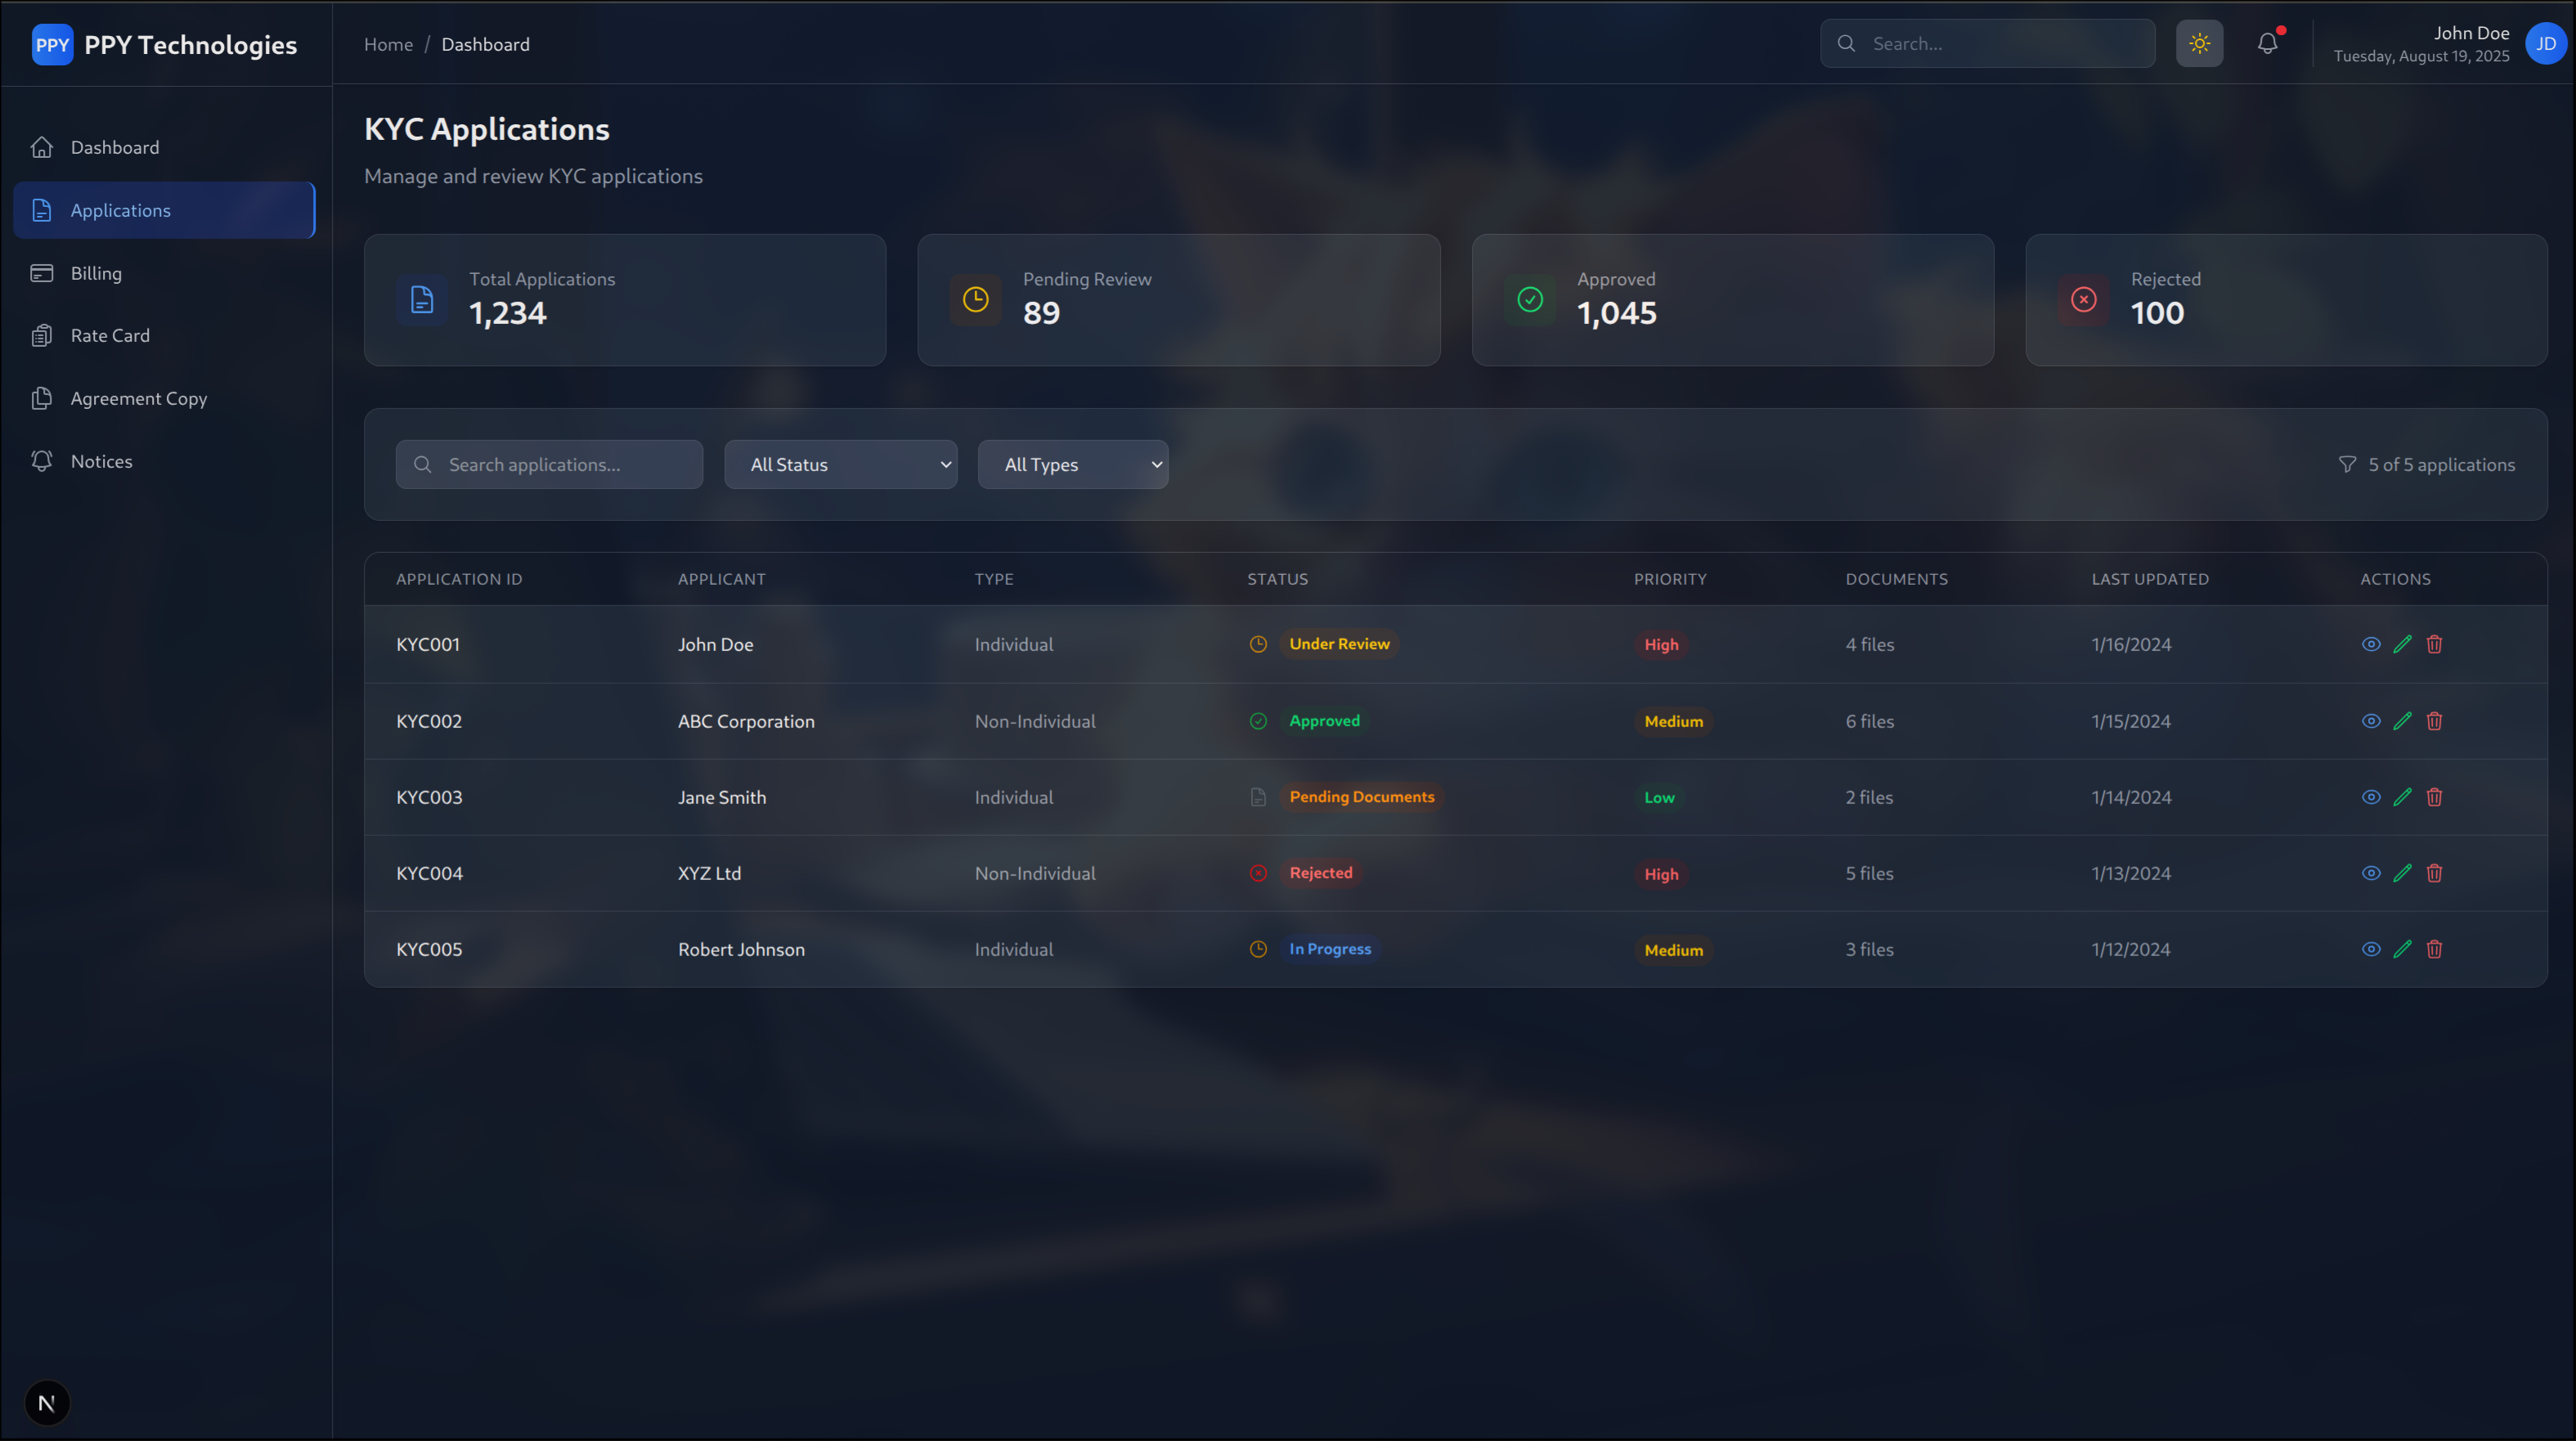 PPY PPY Technologies
Home / Dashboard
Search...
John Doe
Tuesday, August 19, 2025
JD
Dashboard
Applications
Billing
Rate Card
Agreement Copy
Notices
N
KYC Applications
Manage and review KYC applications
Total Applications
1,234
Pending Review
89
Approved
1,045
Rejected
100
Search applications...
All Status
All Types
5 of 5 applications
APPLICATION ID APPLICANT TYPE STATUS PRIORITY DOCUMENTS LAST UPDATED ACTIONS
KYC001 John Doe Individual Under Review High 4 files 1/16/2024
KYC002 ABC Corporation Non-Individual Approved Medium 6 files 1/15/2024
KYC003 Jane Smith Individual Pending Documents Low 2 files 1/14/2024
KYC004 XYZ Ltd Non-Individual Rejected High 5 files 1/13/2024
KYC005 Robert Johnson Individual In Progress Medium 3 files 1/12/2024